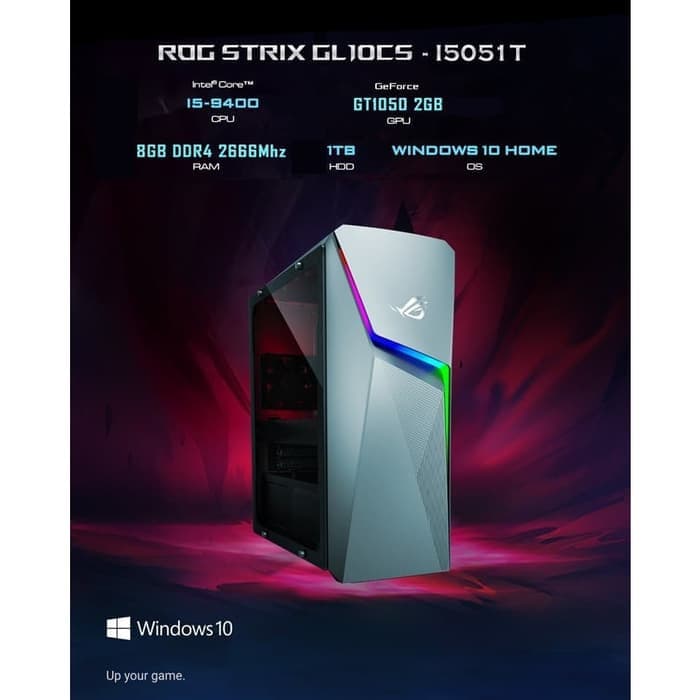 ROG STRIX GL10CS - I5051T
Intel® Core™
I5-9400
CPU
GeForce
GT1050 2GB
GPU
8GB DDR4 2666Mhz
RAM
1TB
HDD
WINDOWS 10 HOME
OS
Windows 10
Up your game.